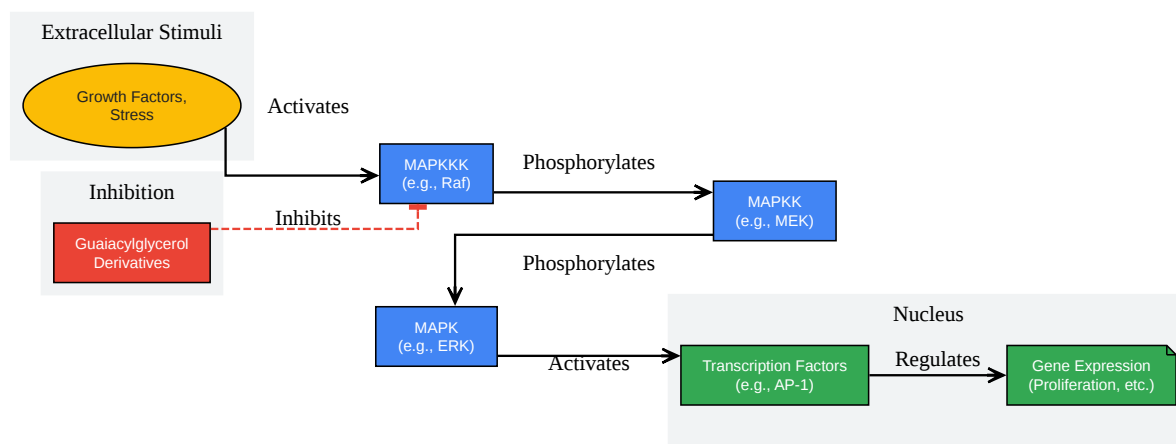 Extracellular Stimuli
Growth Factors,
Stress
Activates
MAPKKK
(e.g., Raf)
Phosphorylates
Inhibition
Inhibits
Guaiacylglycerol
Derivatives
MAPKK
(e.g., MEK)
Phosphorylates
MAPK
(e.g., ERK)
Activates
Nucleus
Transcription Factors
(e.g., AP-1)
Regulates
Gene Expression
(Proliferation, etc.)